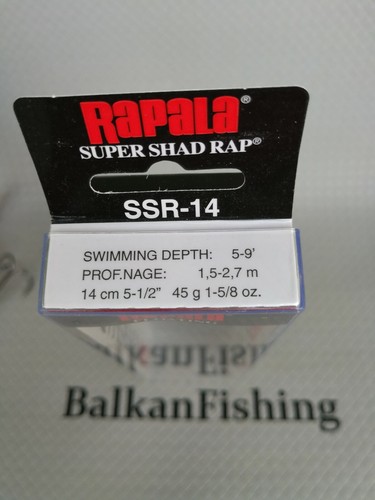 Rapala®
SUPER SHAD RAP®
SSR-14
SWIMMING DEPTH: 5-9'
PROF.NAGE: 1,5-2,7 m
14 cm 5-1/2" 45 g 1-5/8 oz.
BalkanFishing